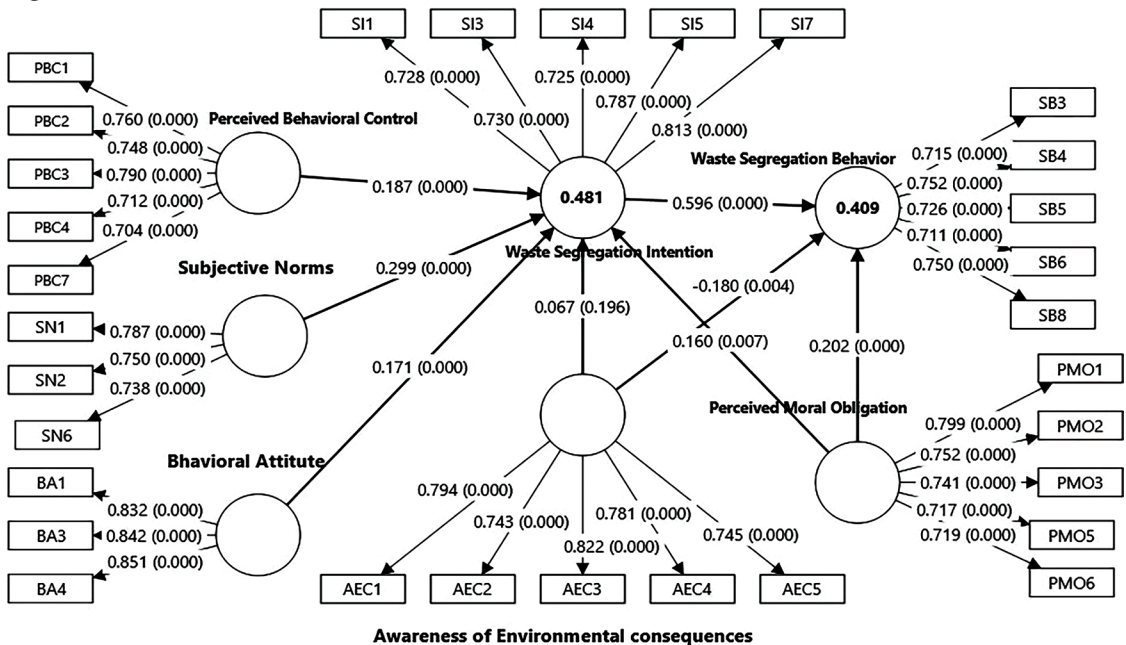 SI1
SI3
SI4
SI5
SI7
0.728 (0.000)
0.730 (0.000)
0.725 (0.000)
0.787 (0.000)
0.813 (0.000)
PBC1
PBC2
PBC3
PBC4
PBC7
0.760 (0.000)
0.748 (0.000)
0.790 (0.000)
0.712 (0.000)
0.704 (0.000)
Perceived Behavioral Control
0.187 (0.000)
0.481
Waste Segregation Intention
0.596 (0.000)
Waste Segregation Behavior
0.409
0.715 (0.000)
0.752 (0.000)
0.726 (0.000)
0.711 (0.000)
0.750 (0.000)
SB3
SB4
SB5
SB6
SB8
Subjective Norms
0.299 (0.000)
SN1
SN2
SN6
0.787 (0.000)
0.750 (0.000)
0.738 (0.000)
0.067 (0.196)
-0.180 (0.004)
0.160 (0.007)
0.202 (0.000)
0.171 (0.000)
Bhavioral Attitute
BA1
BA3
BA4
0.832 (0.000)
0.842 (0.000)
0.851 (0.000)
Perceived Moral Obligation
0.799 (0.000)
0.752 (0.000)
0.741 (0.000)
0.717 (0.000)
0.719 (0.000)
PMO1
PMO2
PMO3
PMO5
PMO6
0.794 (0.000)
0.743 (0.000)
0.822 (0.000)
0.781 (0.000)
0.745 (0.000)
AEC1
AEC2
AEC3
AEC4
AEC5
Awareness of Environmental consequences